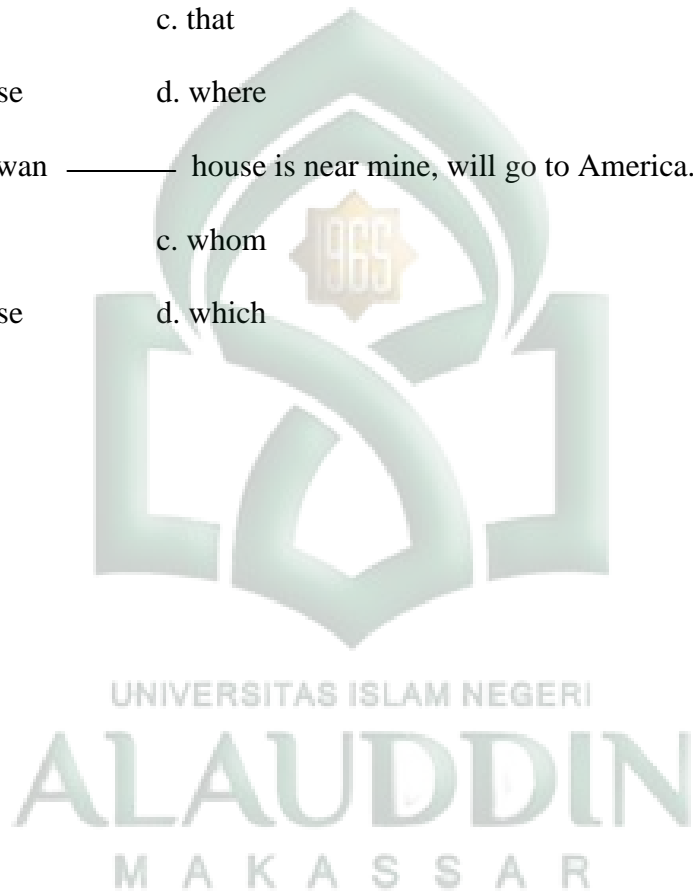 c. that
se d. where
wan ——— house is near mine, will go to America.
c. whom
1965
se d. which
UNIVERSITAS ISLAM NEGERI
ALAUDDIN
MAKASSAR